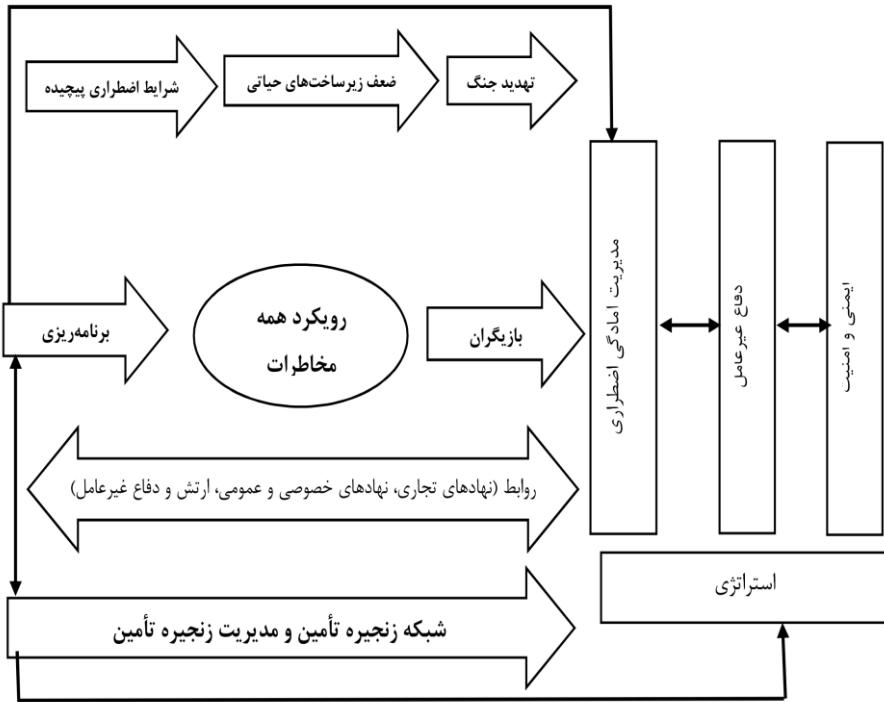 شرایط اضطراری پیچیده
ضعف زیرساخت‌های حیاتی
تهدید جنگ
برنامه‌ریزی
رویکرد همه
مخاطرات
بازیگران
مدیریت امادگی اضطراری
دفاع غیرعامل
ایمنی و امنیت
روابط (نهادهای تجاری، نهادهای خصوصی و عمومی، ارتش و دفاع غیرعامل)
استراتژی
شبکه زنجیره تأمین و مدیریت زنجیره تأمین